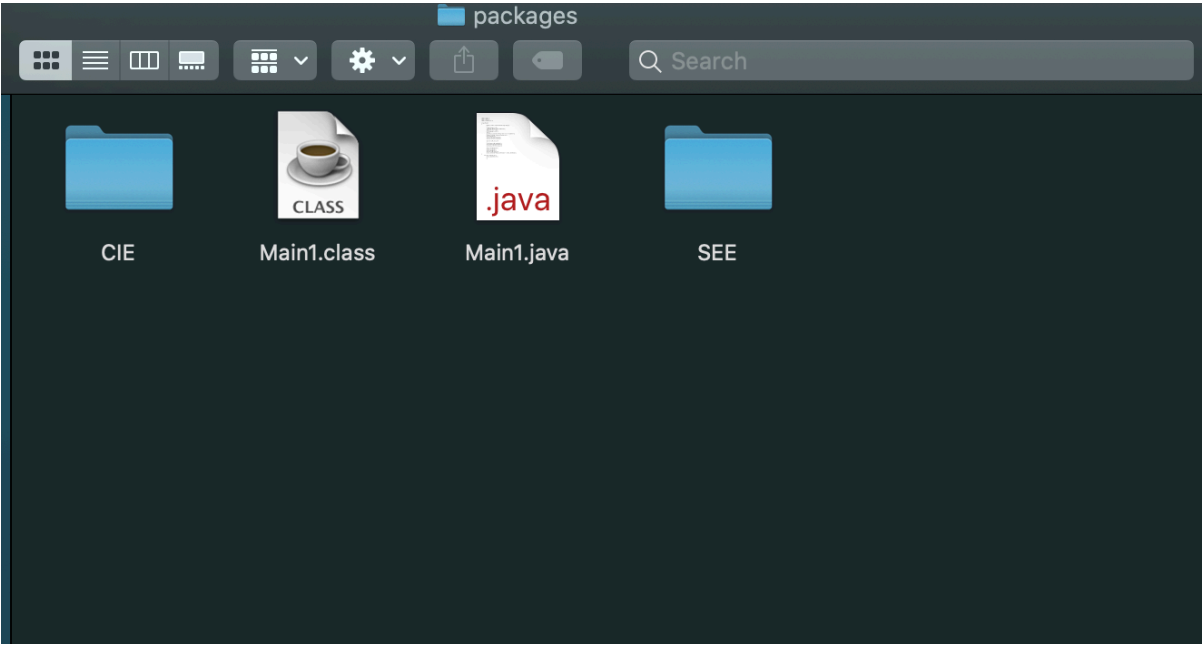 packages
Search
CLASS
.java
CIE
Main1.class
Main1.java
SEE